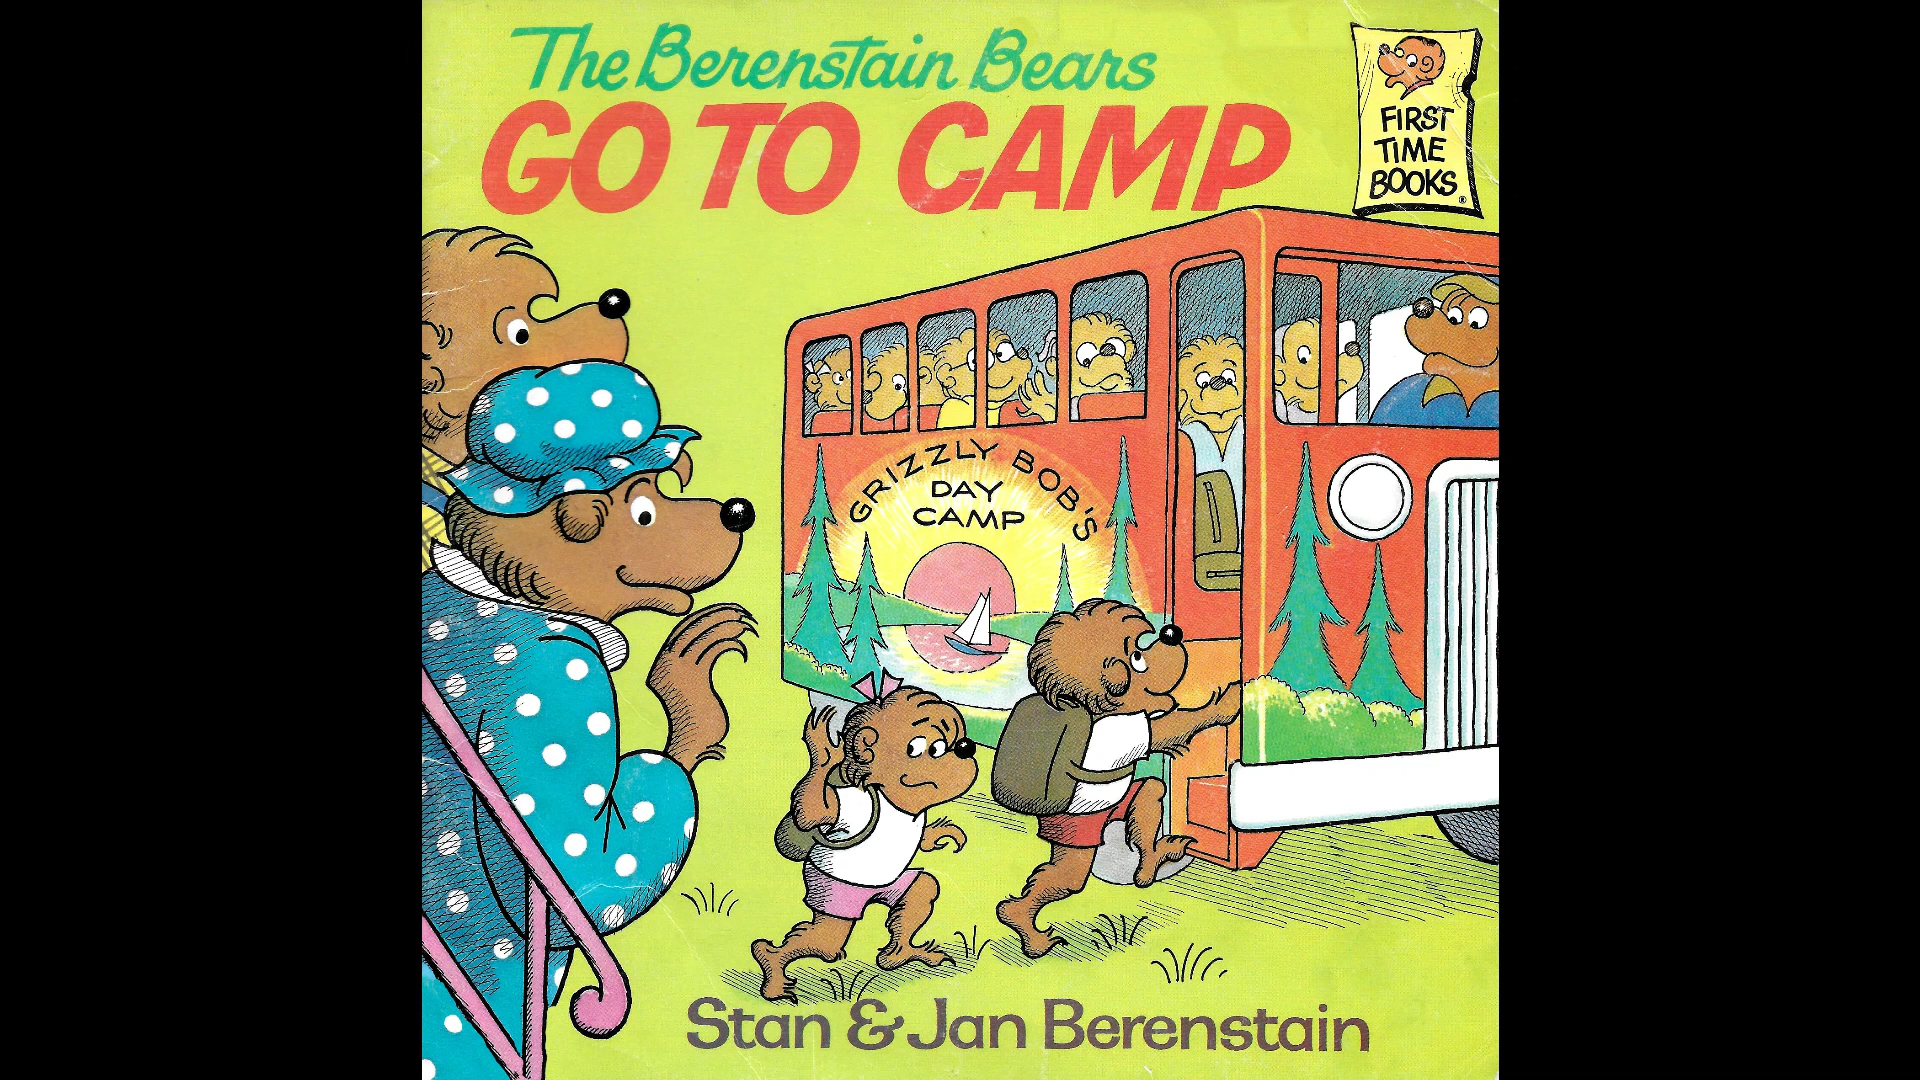 The Berenstain Bears
GO TO CAMP
FIRST
TIME
BOOKS®
GRIZZLY BOB'S
DAY
CAMP
Stan & Jan Berenstain